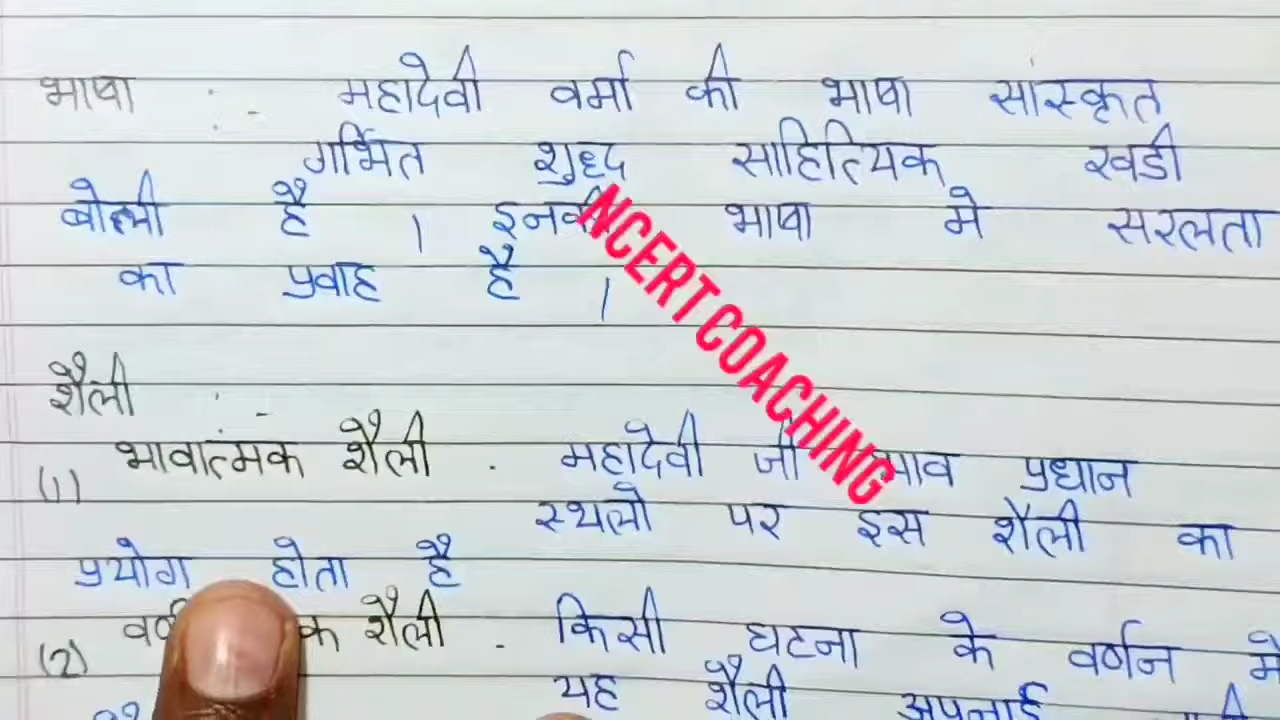 भाषा :- महादेवी वर्मा की भाषा सांस्कृत
गर्भित शुध्द साहित्यिक खडी
बोली है । इनकी भाषा मे सरलता
का प्रवाह है ।
शैली :-
(1) भावात्मक शैली . महादेवी जी भाव प्रधान
स्थलो पर इस शैली का
प्रयोग होता है
(2) शैली . किसी घटना के वर्णन मे
यह शैली अपनाई
NCERT COACHING